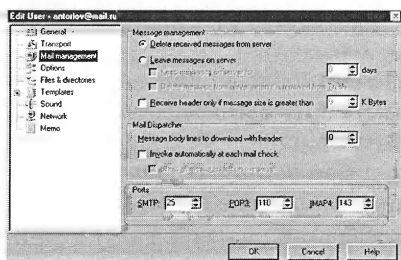 Edit User - antorlov@mail.ru
General
Transport
Mail management
Options
Files & directories
Templates
Sound
Network
Memo
Message management
Delete received messages from server
Leave messages on server
days
Receive header only if message size is greater than
K Bytes
Mail Dispatcher
Message body lines to download with header:
0
Invoke automatically at each mail check
Ports
SMTP: 25
POP3: 110
IMAP4: 143
OK
Cancel
Help